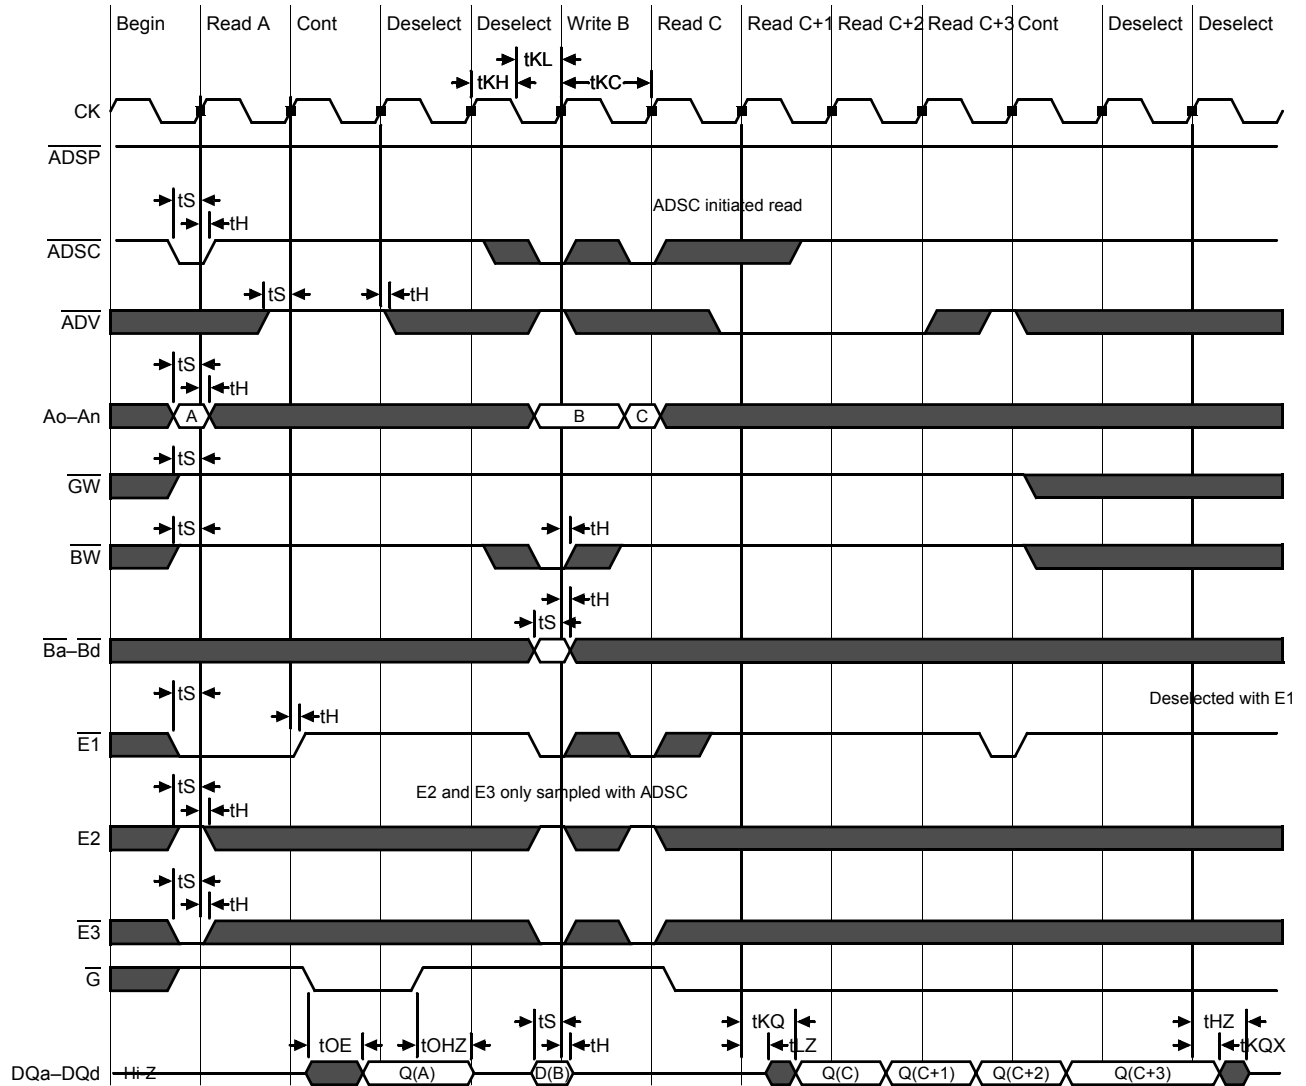 Begin Read A Cont Deselect Deselect Write B Read C Read C+1 Read C+2 Read C+3 Cont Deselect Deselect
tKL
tKH tKC
CK
ADSP
tS ADSC initiated read
tH
ADSC
tS tH
ADV
tS
tH
Ao–An A B C
tS
GW
tS tH
BW
tH
tS
Ba–Bd
tS Deselected with E1
tH
E1
tS E2 and E3 only sampled with ADSC
tH
E2
tS
tH
E3
G
tS tKQ tHZ
tOE tOHZ tH tLZ tKQX
DQa–DQd Hi-Z Q(A) D(B) Q(C) Q(C+1) Q(C+2) Q(C+3)